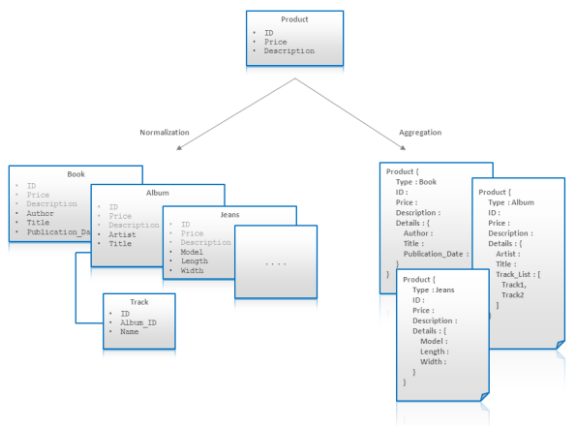 Product
• ID
• Price
• Description
Normalization
Aggregation
Book
• ID
• Price
• Description
• Author
• Title
• Publication_Da
Album
• ID
• Price
• Description
• Artist
• Title
Jeans
• ID
• Price
• Description
• Model
• Length
• Width
. . . .
Track
• ID
• Album_ID
• Name
Product {
Type : Book
ID :
Price :
Description :
Details : {
Author :
Title :
Publication_Date :
}
}
Product {
Type : Album
ID :
Price :
Description :
Details : {
Artist :
Title :
Track_List : [
Track1,
Track2
]
}
Product {
Type : Jeans
ID :
Price :
Description :
Details : {
Model :
Length :
Width :
}
}